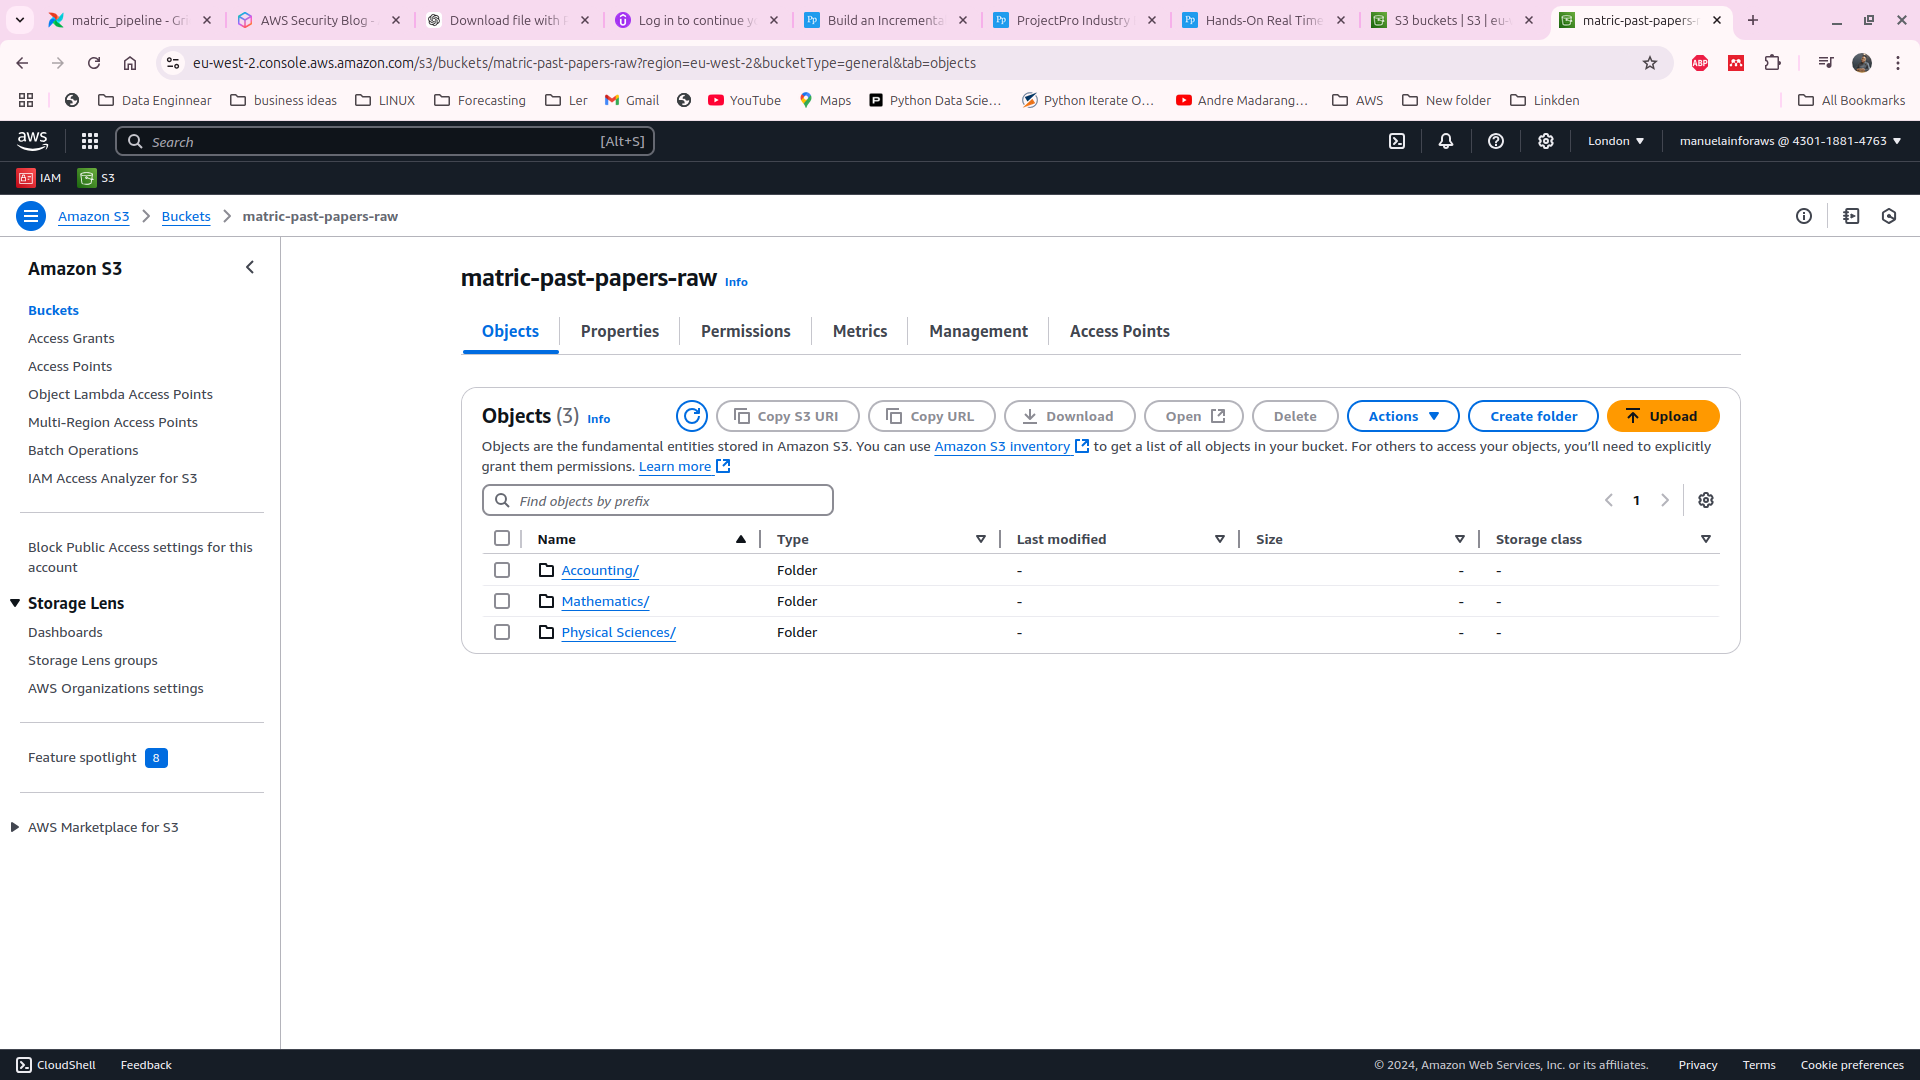 matric_pipeline - Gri
AWS Security Blog -
Download file with P
Log in to continue yo
Build an Incrementa
ProjectPro Industry
Hands-On Real Time
S3 buckets | S3 | eu-
matric-past-papers-
eu-west-2.console.aws.amazon.com/s3/buckets/matric-past-papers-raw?region=eu-west-2&bucketType=general&tab=objects
ABP
Data Enginnear
business ideas
LINUX
Forecasting
Ler
Gmail
YouTube
Maps
Python Data Scie...
Python Iterate O...
Andre Madarang...
AWS
New folder
Linkden
All Bookmarks
aws
Search
[Alt+S]
London
manuelainforaws @ 4301-1881-4763
IAM
S3
Amazon S3
Buckets
matric-past-papers-raw
Amazon S3
Buckets
Access Grants
Access Points
Object Lambda Access Points
Multi-Region Access Points
Batch Operations
IAM Access Analyzer for S3
Block Public Access settings for this
account
Storage Lens
Dashboards
Storage Lens groups
AWS Organizations settings
Feature spotlight 8
AWS Marketplace for S3
matric-past-papers-raw Info
Objects
Properties
Permissions
Metrics
Management
Access Points
Objects (3) Info
Copy S3 URI
Copy URL
Download
Open
Delete
Actions
Create folder
Upload
Objects are the fundamental entities stored in Amazon S3. You can use Amazon S3 inventory to get a list of all objects in your bucket. For others to access your objects, you’ll need to explicitly
grant them permissions. Learn more
Find objects by prefix
1
Name Type Last modified Size Storage class
Accounting/ Folder - - -
Mathematics/ Folder - - -
Physical Sciences/ Folder - - -
CloudShell
Feedback
© 2024, Amazon Web Services, Inc. or its affiliates.
Privacy
Terms
Cookie preferences